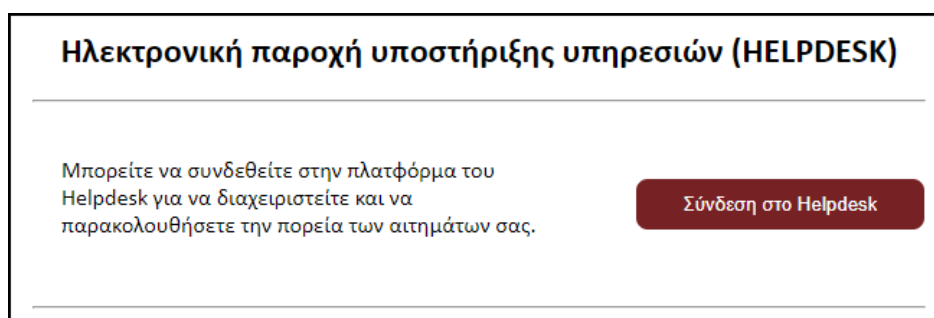 Ηλεκτρονική παροχή υποστήριξης υπηρεσιών (HELPDESK)
Μπορείτε να συνδεθείτε στην πλατφόρμα του
Helpdesk για να διαχειριστείτε και να
παρακολουθήσετε την πορεία των αιτημάτων σας.
Σύνδεση στο Helpdesk